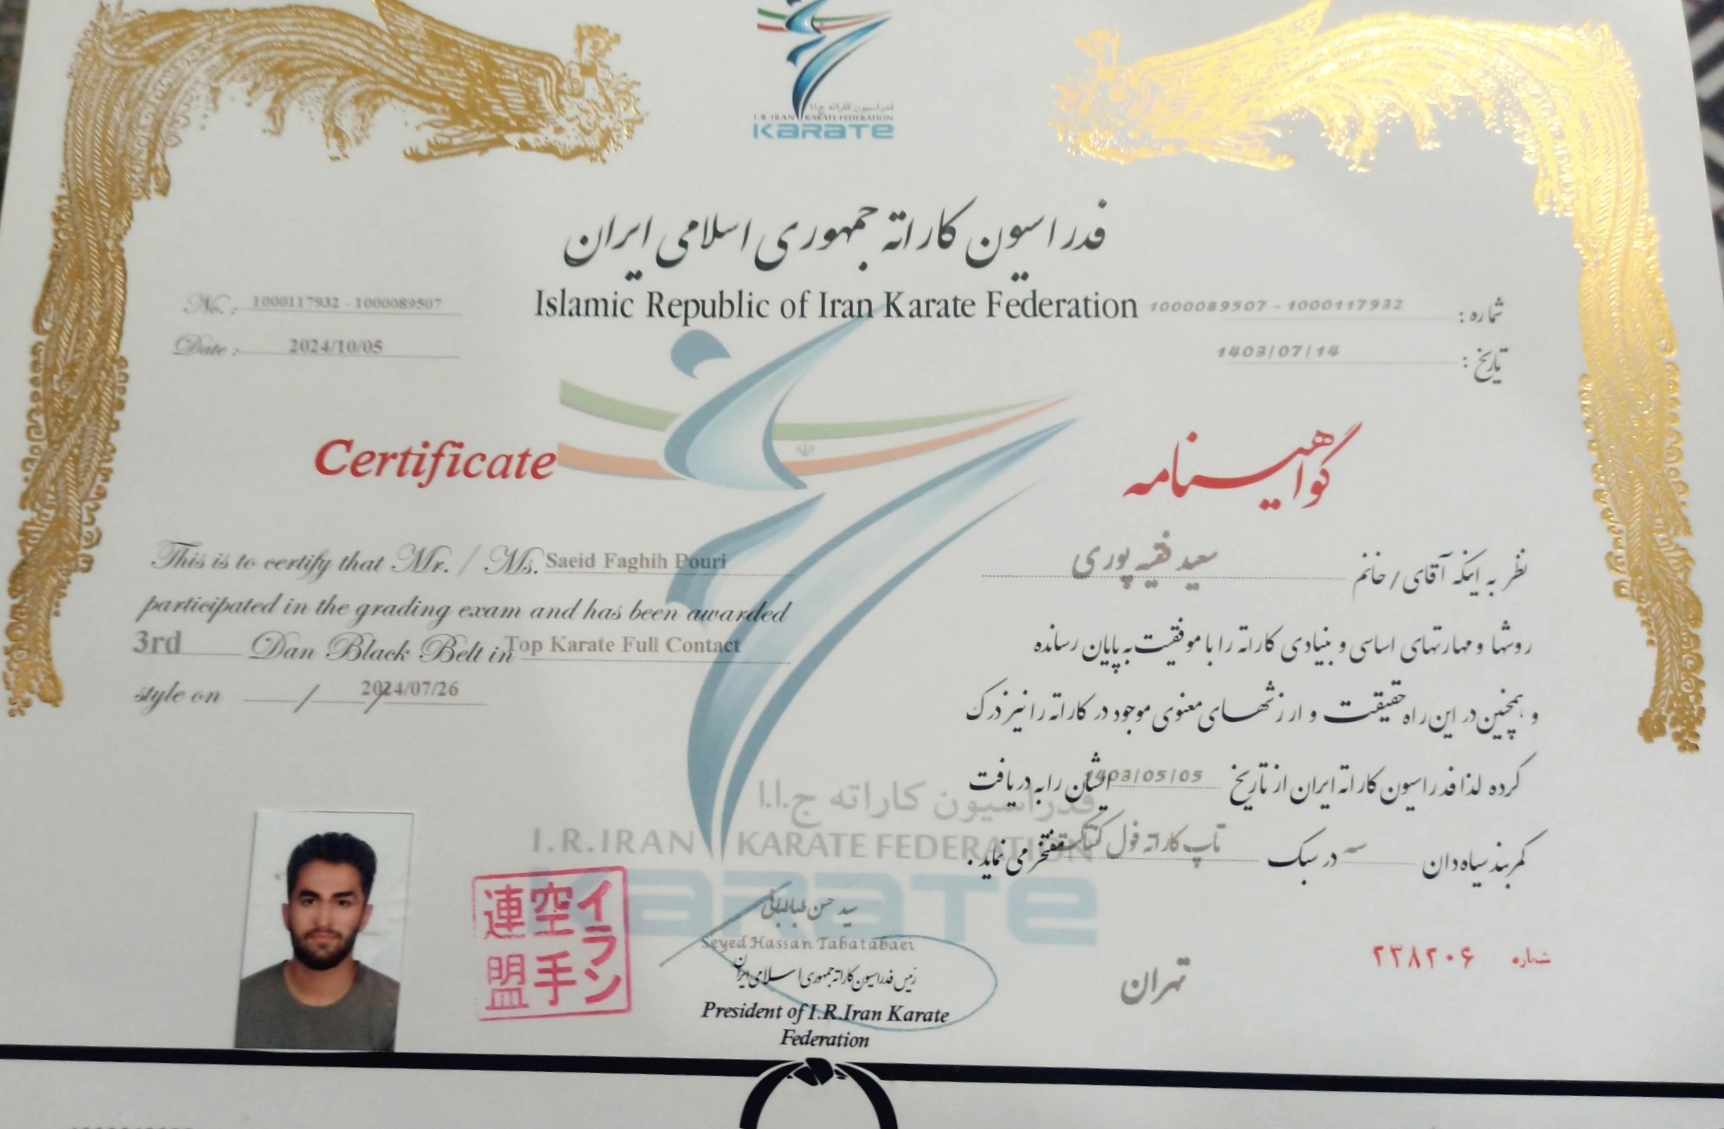 فدراسیون کاراته ج.ا.ا
I.R.IRAN KARATE FEDERATION
KARATE
فدراسیون کاراته جمهوری اسلامی ایران
Islamic Republic of Iran Karate Federation
No. : 1000117932 - 1000089507
Date : 2024/10/05
شماره : 1000089507 - 1000117932
تاریخ : 1403/07/14
Certificate
This is to certify that Mr. / Ms. Saeid Faghih Pouri
participated in the grading exam and has been awarded
3rd Dan Black Belt in Top Karate Full Contact
style on / / 2024/07/26
گواهینامه
نظر به اینکه آقای / خانم سعید فقیه پوری
روشها و مهارتهای اساسی و بنیادی کاراته را با موفقیت به پایان رسانده
و همچنین در این راه حقیقت و ارزشهای معنوی موجود در کاراته را نیز درک
کرده لذا فدراسیون کاراته ایران از تاریخ 1403/05/05 ایشان را به دریافت
کمربند سیاه دان سه در سبک تاپ کاراته فول کنتاکت مفتخر می نماید.
فدراسیون کاراته ج.ا.ا
I.R.IRAN KARATE FEDERATION
KARATE
イラン
空手
連盟
سید حسن طباطبائی
Seyed Hassan Tabatabaei
رئیس فدراسیون کاراته جمهوری اسلامی ایران
President of I.R.Iran Karate
Federation
تهران
شماره ۲۳۸۲۰۶